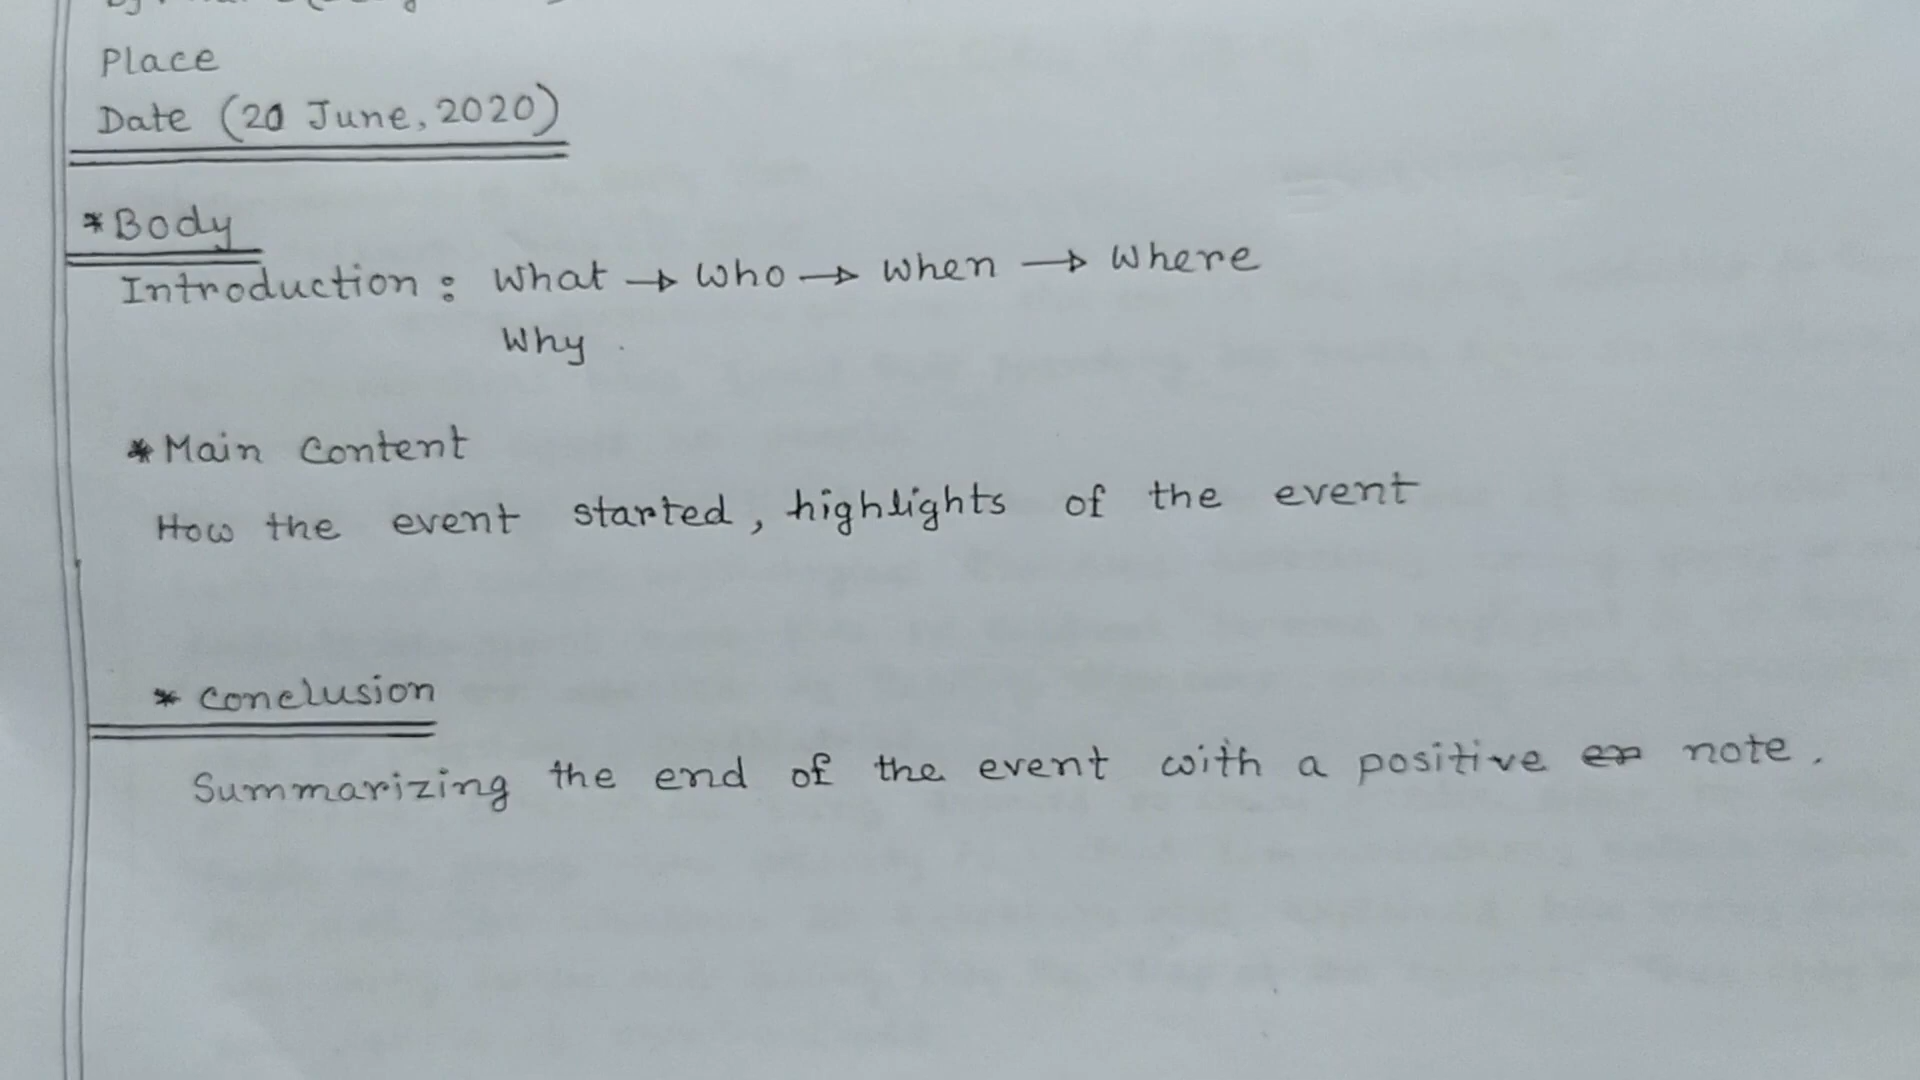 Place
Date (20 June, 2020)
*Body
Introduction: What → Who → When → Where
Why.
*Main Content
How the event started, highlights of the event
* Conclusion
Summarizing the end of the event with a positive note.